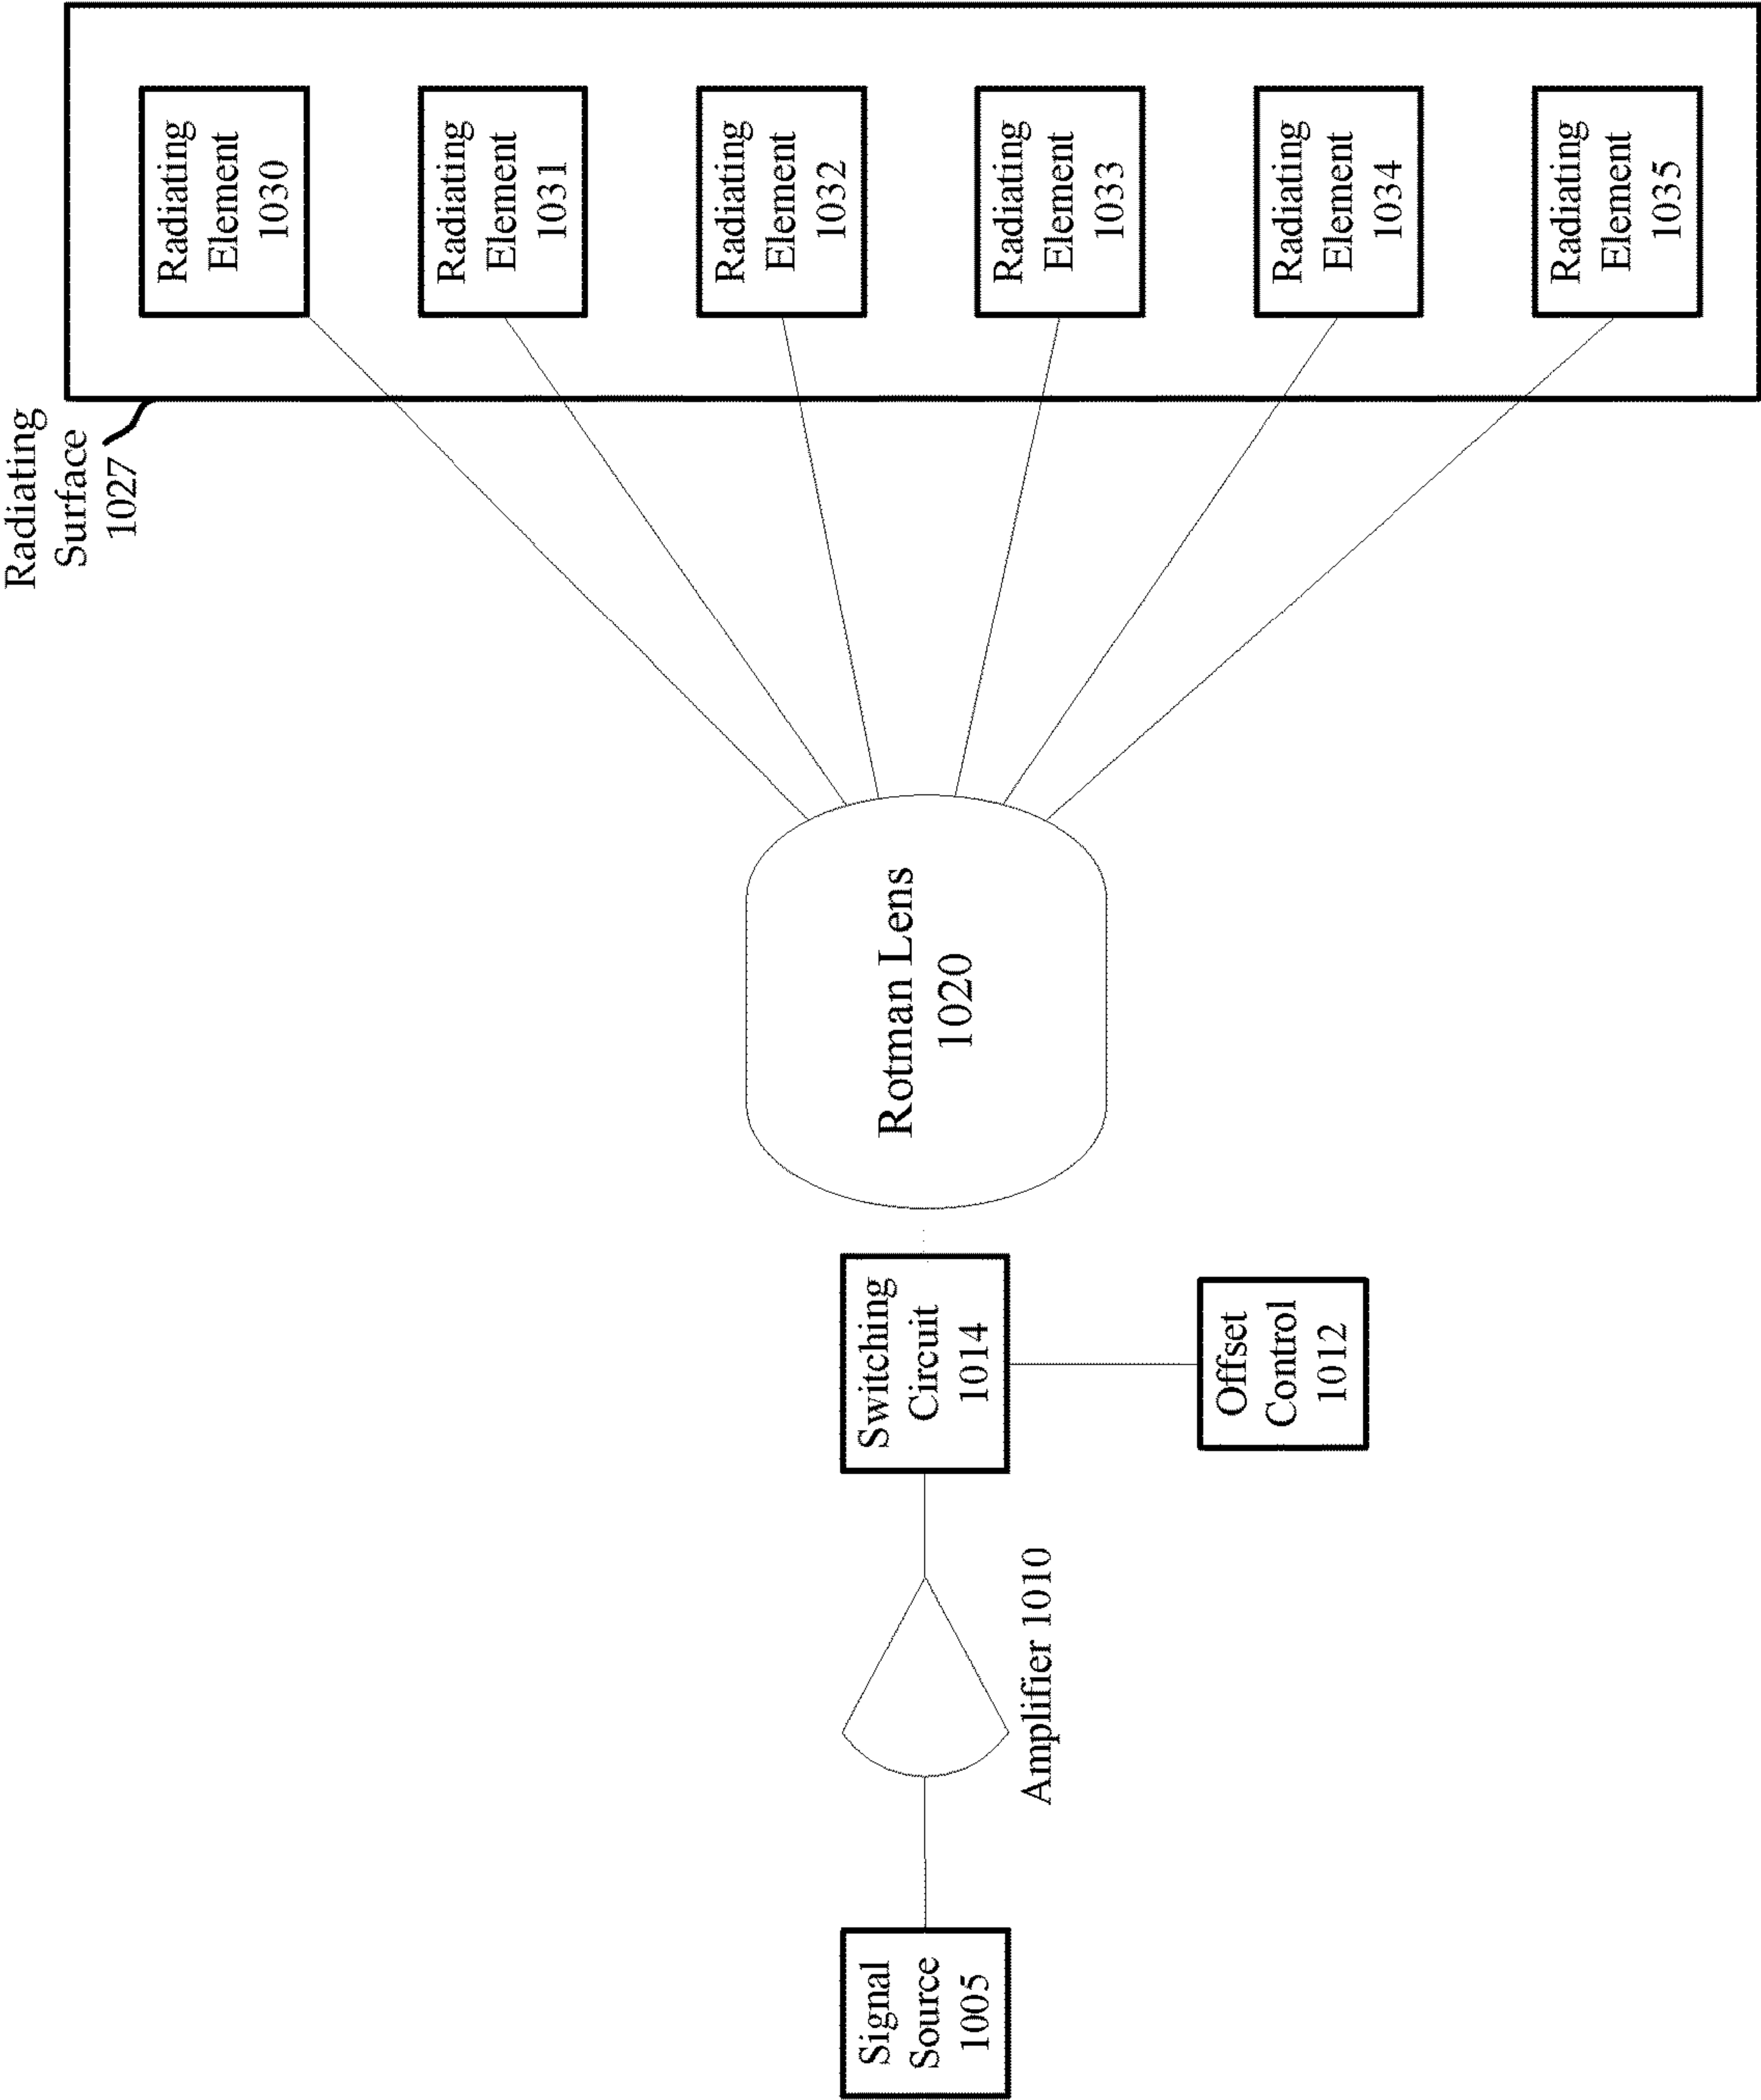 Radiating
Surface
1027
Radiating
Element
1030
Radiating
Element
1031
Radiating
Element
1032
Radiating
Element
1033
Radiating
Element
1034
Radiating
Element
1035
Rotman Lens
1020
Switching
Circuit
1014
Offset
Control
1012
Amplifier 1010
Signal
Source
1005